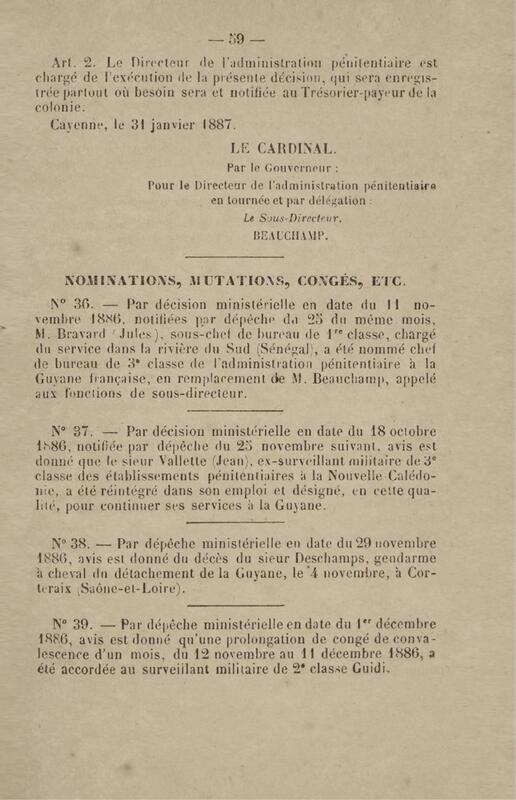 — 59 —
Art. 2. Le Directeur de l'administration pénitentiaire est
chargé de l'exécution de la présente décision, qui sera enregis-
trée partout où besoin sera et notifiée au Trésorier-payeur de la
colonie.
Cayenne, le 31 janvier 1887.
LE CARDINAL.
Par le Gouverneur :
Pour le Directeur de l'administration pénitentiaire
en tournée et par délégation :
Le Sous-Directeur,
BEAUCHAMP.
NOMINATIONS, MUTATIONS, CONGÉS, ETC.
N° 36. — Par décision ministérielle en date du 11 no-
vembre 1886, notifiées par dépêche du 25 du même mois,
M. Bravard (Jules), sous-chef de bureau de 1re classe, chargé
du service dans la rivière du Sud (Sénégal), a été nommé chef
de bureau de 3e classe de l'administration pénitentiaire à la
Guyane française, en remplacement de M. Beauchamp, appelé
aux fonctions de sous-directeur.
N° 37. — Par décision ministérielle en date du 18 octobre
1886, notifiée par dépêche du 25 novembre suivant, avis est
donné que le sieur Vallette (Jean), ex-surveillant militaire de 3e
classe des établissements pénitentiaires à la Nouvelle Calédo-
nie, a été réintégré dans son emploi et désigné, en cette qua-
lité, pour continuer ses services à la Guyane.
N° 38. — Par dépêche ministérielle en date du 29 novembre
1886, avis est donné du décès du sieur Deschamps, gendarme
à cheval du détachement de la Guyane, le 4 novembre, à Cor-
teraix (Saône-et-Loire).
N° 39. — Par dépêche ministérielle en date du 1er décembre
1886, avis est donné qu'une prolongation de congé de conva-
lescence d'un mois, du 12 novembre au 11 décembre 1886, a
été accordée au surveillant militaire de 2e classe Guidi.